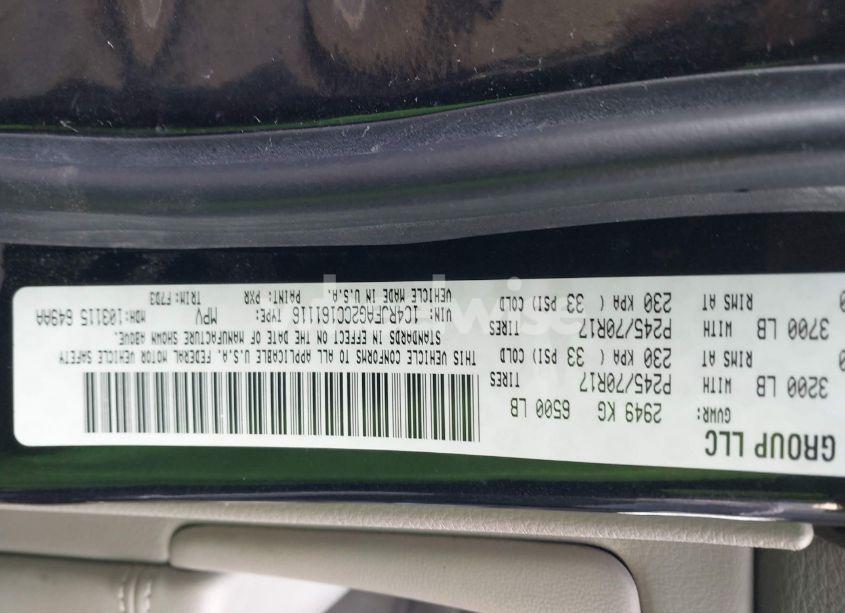 GROUP LLC
GVWR: 2949 KG 6500 LB
3200 LB WITH P245/70R17 TIRES
RIMS AT 230 KPA ( 33 PSI) COLD
3700 LB WITH P245/70R17 TIRES
RIMS AT 230 KPA ( 33 PSI) COLD
THIS VEHICLE CONFORMS TO ALL APPLICABLE U.S.A. FEDERAL MOTOR VEHICLE SAFETY
STANDARDS IN EFFECT ON THE DATE OF MANUFACTURE SHOWN ABOVE.
VIN: 1C4RJFAG2CC161116 TYPE: MPV MDH:103115 649AA
VEHICLE MADE IN U.S.A. PAINT: PXR TRIM:F7D3